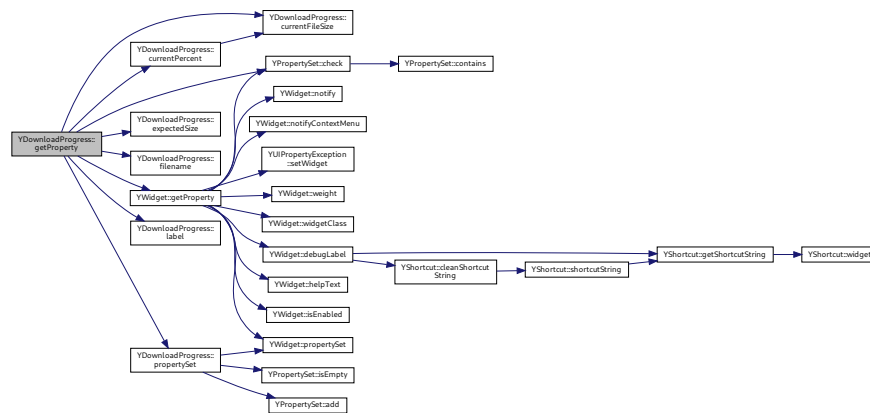 YDownloadProgress::
getProperty
YDownloadProgress::
currentFileSize
YDownloadProgress::
currentPercent
YPropertySet::check
YPropertySet::contains
YWidget::notify
YDownloadProgress::
expectedSize
YWidget::notifyContextMenu
YDownloadProgress::
filename
YUIPropertyException
::setWidget
YWidget::getProperty
YWidget::weight
YDownloadProgress::
label
YWidget::widgetClass
YWidget::debugLabel
YShortcut::getShortcutString
YShortcut::widget
YShortcut::cleanShortcut
String
YShortcut::shortcutString
YWidget::helpText
YWidget::isEnabled
YWidget::propertySet
YDownloadProgress::
propertySet
YPropertySet::isEmpty
YPropertySet::add